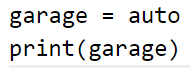 garage = auto
print(garage)